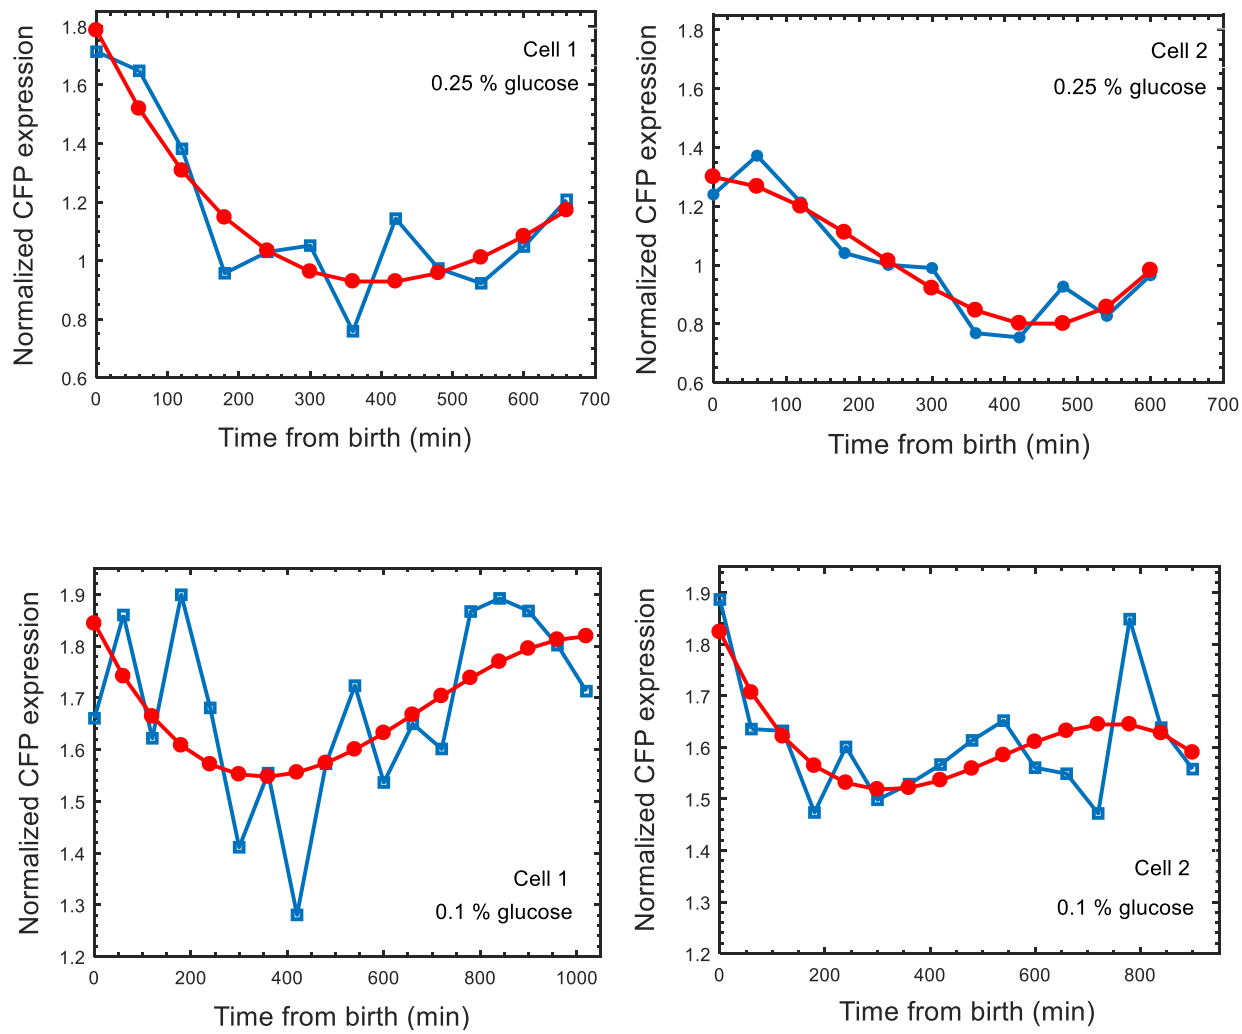 Normalized CFP expression
1.8
1.6
1.4
1.2
1
0.8
0.6
0 100 200 300 400 500 600 700
Time from birth (min)
Cell 1
0.25 % glucose
Normalized CFP expression
1.8
1.6
1.4
1.2
1
0.8
0.6
0 100 200 300 400 500 600 700
Time from birth (min)
Cell 2
0.25 % glucose
Normalized CFP expression
1.9
1.8
1.7
1.6
1.5
1.4
1.3
1.2
0 200 400 600 800 1000
Time from birth (min)
Cell 1
0.1 % glucose
Normalized CFP expression
1.9
1.8
1.7
1.6
1.5
1.4
1.3
1.2
0 200 400 600 800
Time from birth (min)
Cell 2
0.1 % glucose